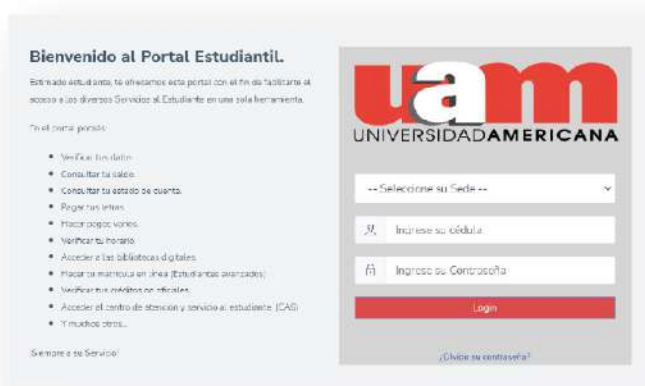 Bienvenido al Portal Estudiantil.
Estimado estudiante, te ofrecemos este portal con el fin de facilitarte el
acceso a los diversos Servicios al Estudiante en una sola herramienta.
En el portal podrás:
Verificar tus datos.
Consultar tu saldo.
Consultar tu estado de cuenta.
Pagar tus letras.
Hacer pagos varios.
Verificar tu horario.
Acceder a las bibliotecas digitales.
Hacer tu matrícula en línea (Estudiantes avanzados)
Verificar tus créditos no oficiales.
Acceder al centro de atención y servicio al estudiante (CAS)
Y muchos otros...
¡Siempre a su Servicio!
uam
UNIVERSIDADAMERICANA
-- Seleccione su Sede --
Ingrese su cédula
Ingrese su Contraseña
Login
¿Olvido su contraseña?